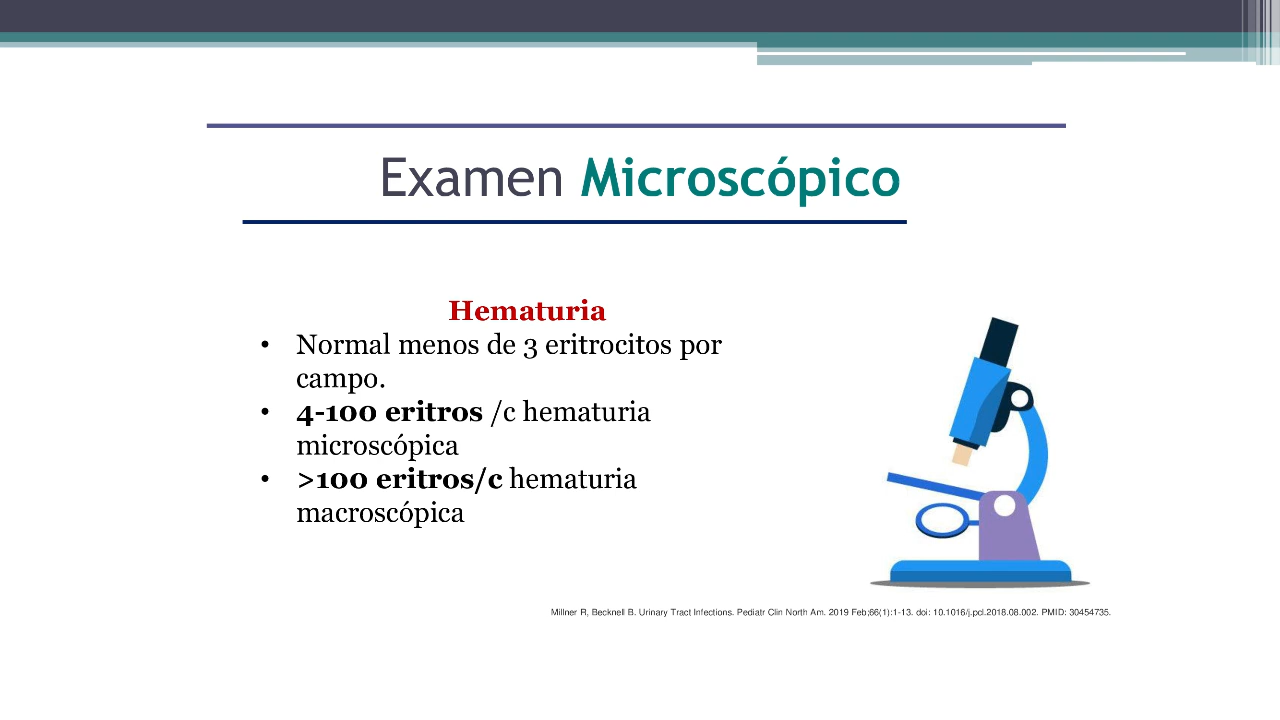 Examen Microscópico
Hematuria
• Normal menos de 3 eritrocitos por
campo.
• 4-100 eritros /c hematuria
microscópica
• >100 eritros/c hematuria
macroscópica
Millner R, Becknell B. Urinary Tract Infections. Pediatr Clin North Am. 2019 Feb;66(1):1-13. doi: 10.1016/j.pcl.2018.08.002. PMID: 30454735.